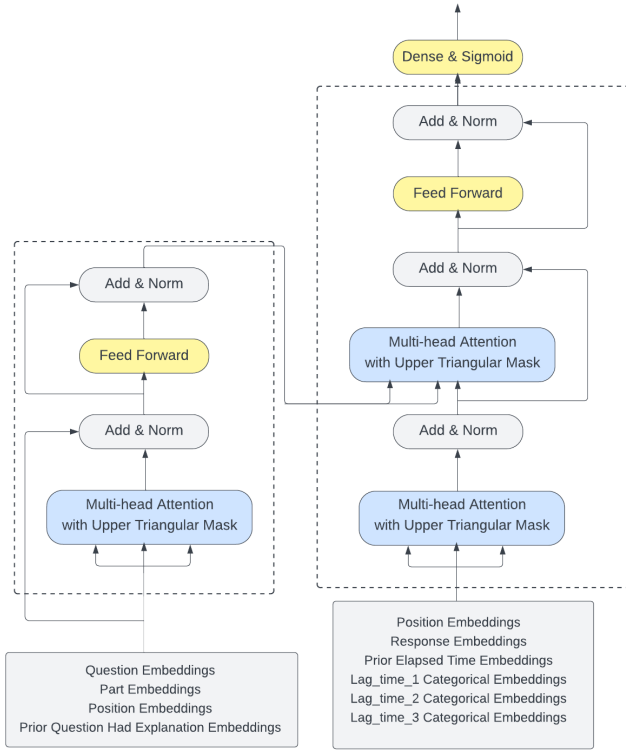 Dense & Sigmoid
Add & Norm
Feed Forward
Add & Norm
Multi-head Attention
with Upper Triangular Mask
Add & Norm
Multi-head Attention
with Upper Triangular Mask
Position Embeddings
Response Embeddings
Prior Elapsed Time Embeddings
Lag_time_1 Categorical Embeddings
Lag_time_2 Categorical Embeddings
Lag_time_3 Categorical Embeddings
Add & Norm
Feed Forward
Add & Norm
Multi-head Attention
with Upper Triangular Mask
Question Embeddings
Part Embeddings
Position Embeddings
Prior Question Had Explanation Embeddings